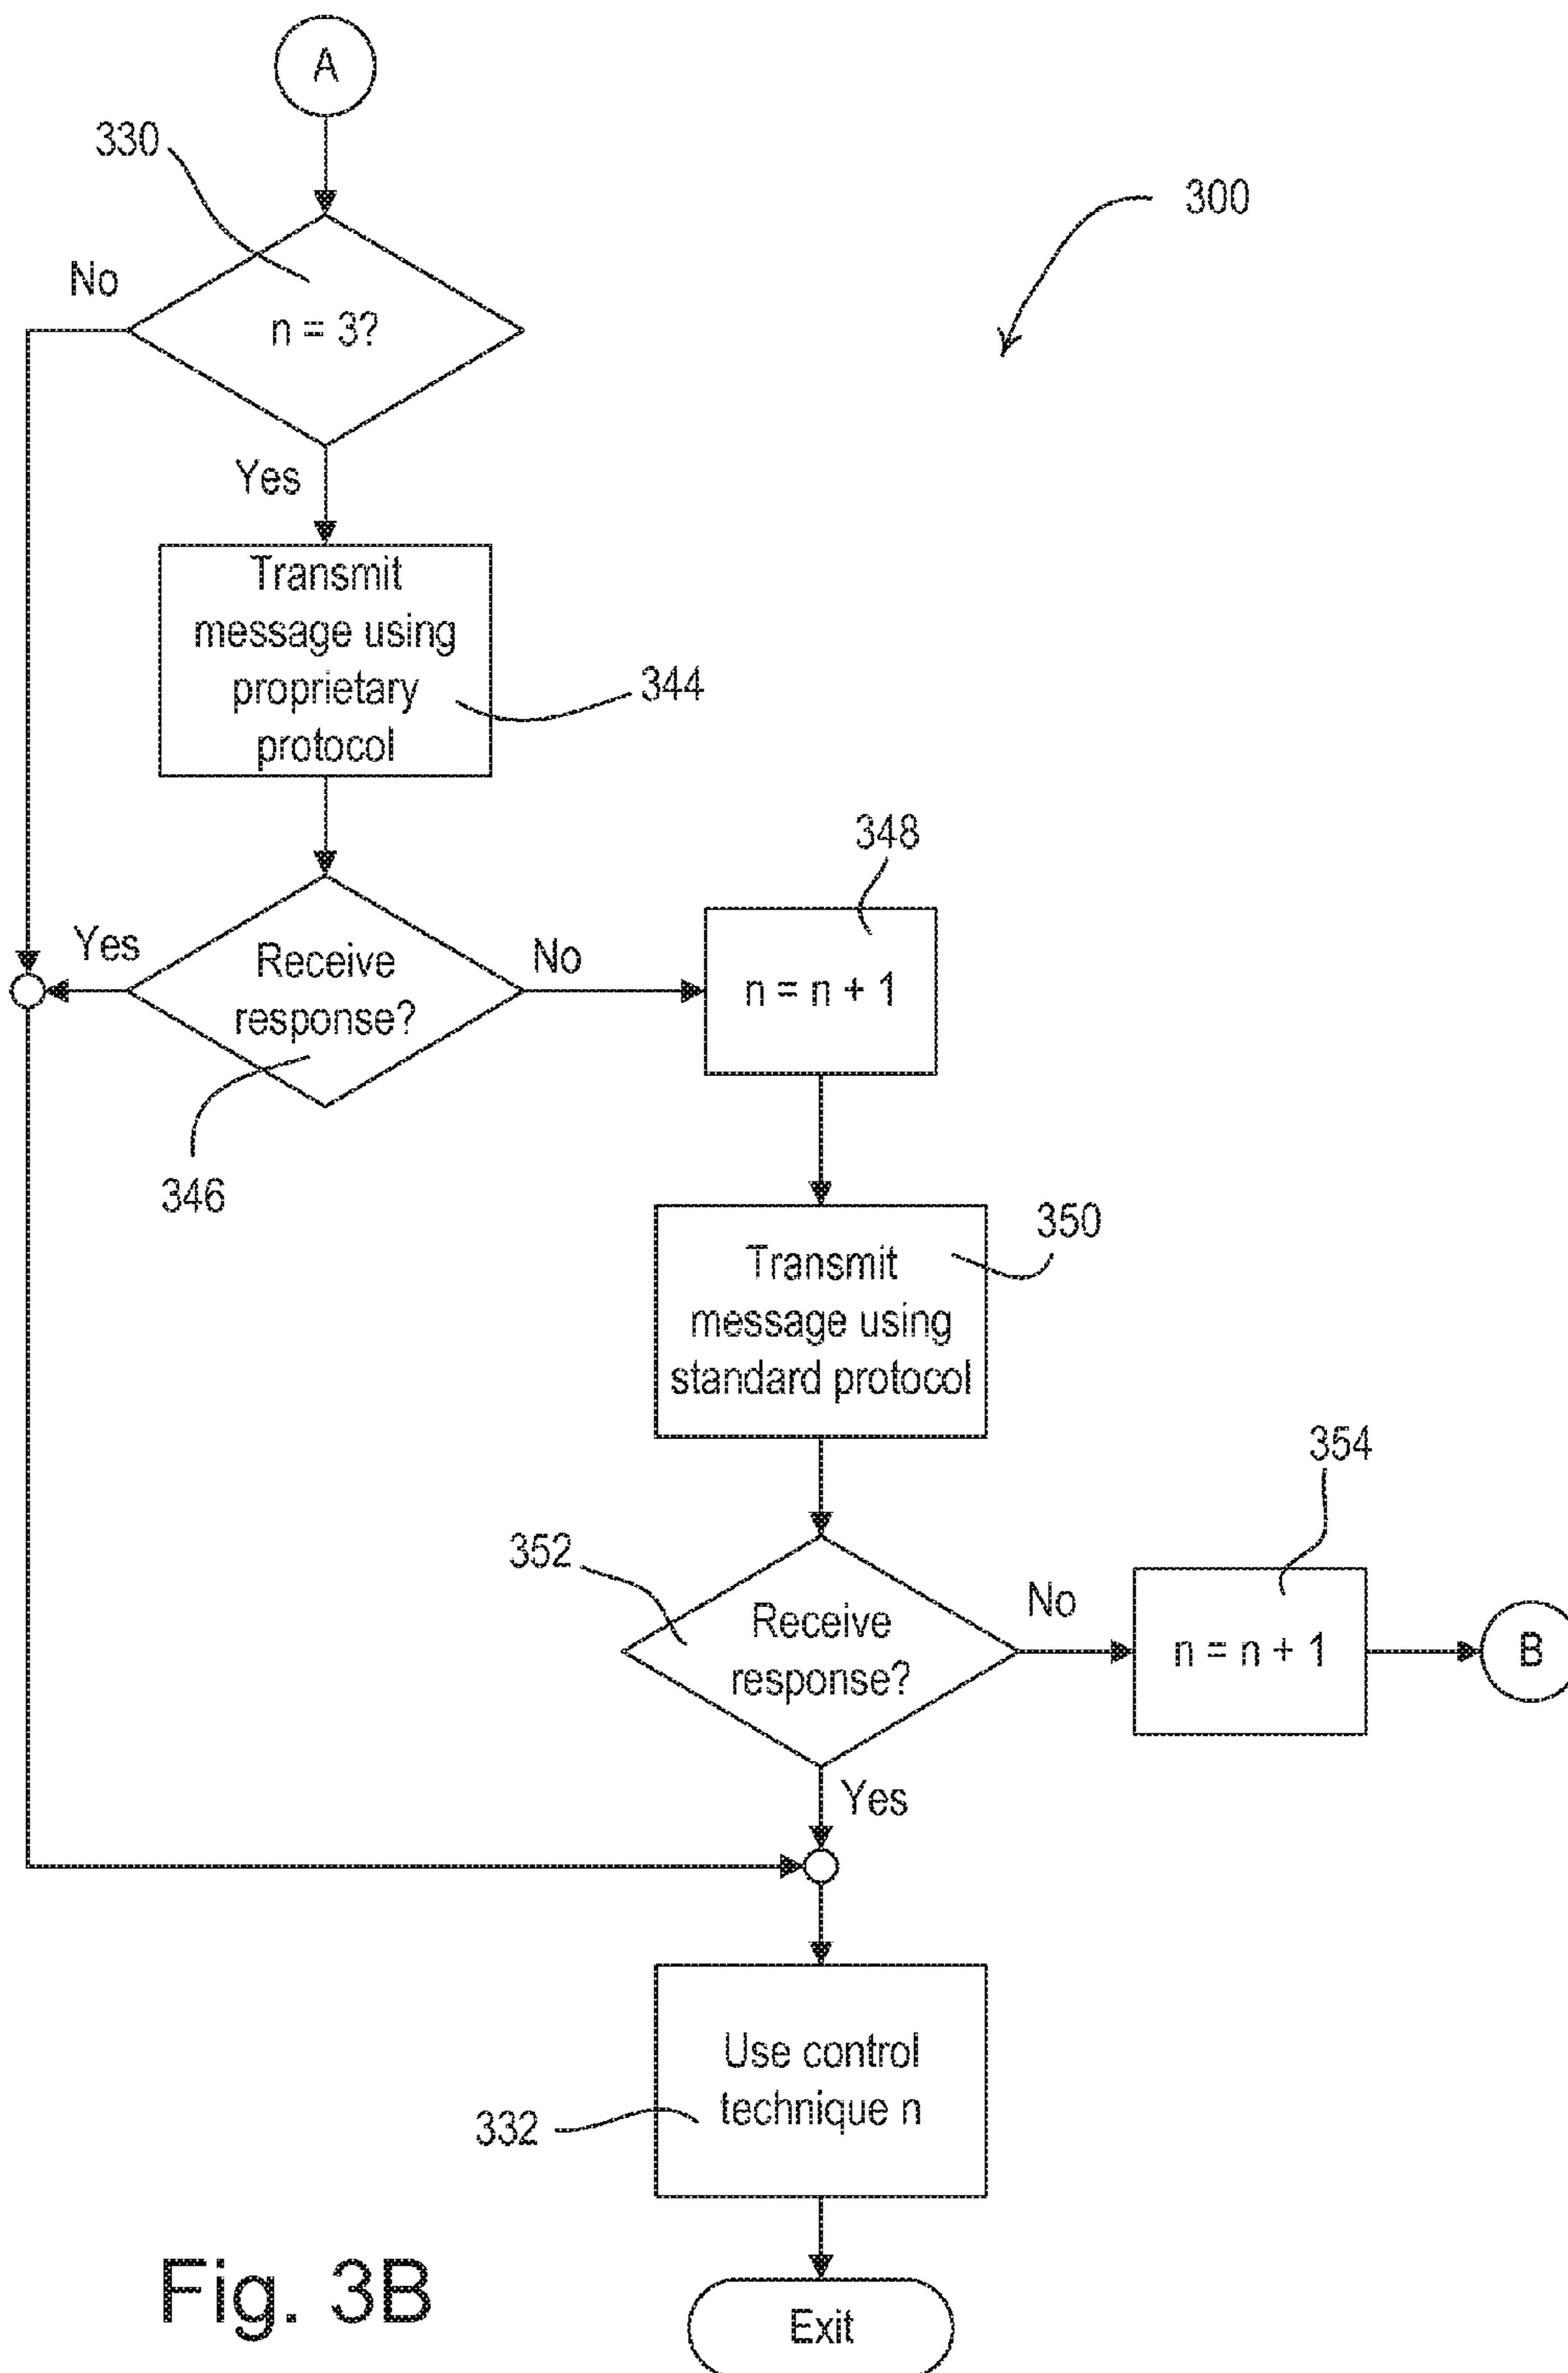 A
330
300
No
n = 3?
Yes
Transmit
message using
proprietary
protocol
344
348
Yes
Receive
response?
No
n = n + 1
346
350
Transmit
message using
standard protocol
354
352
Receive
response?
No
n = n + 1
B
Yes
Use control
technique n
332
Fig. 3B
Exit